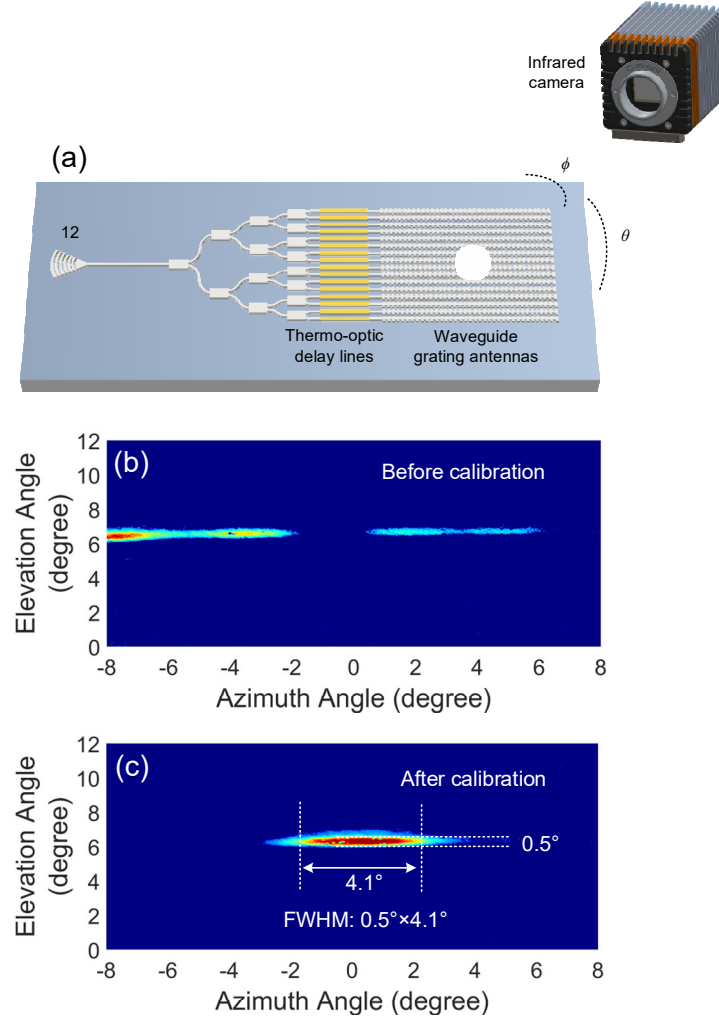 Infrared
camera
(a)
ϕ
θ
12
Thermo-optic
delay lines
Waveguide
grating antennas
(b)
Before calibration
Elevation Angle
(degree)
12
10
8
6
4
2
0
-8 -6 -4 -2 0 2 4 6 8
Azimuth Angle (degree)
(c)
After calibration
Elevation Angle
(degree)
12
10
8
6
4
2
0
0.5°
4.1°
FWHM: 0.5°×4.1°
-8 -6 -4 -2 0 2 4 6 8
Azimuth Angle (degree)